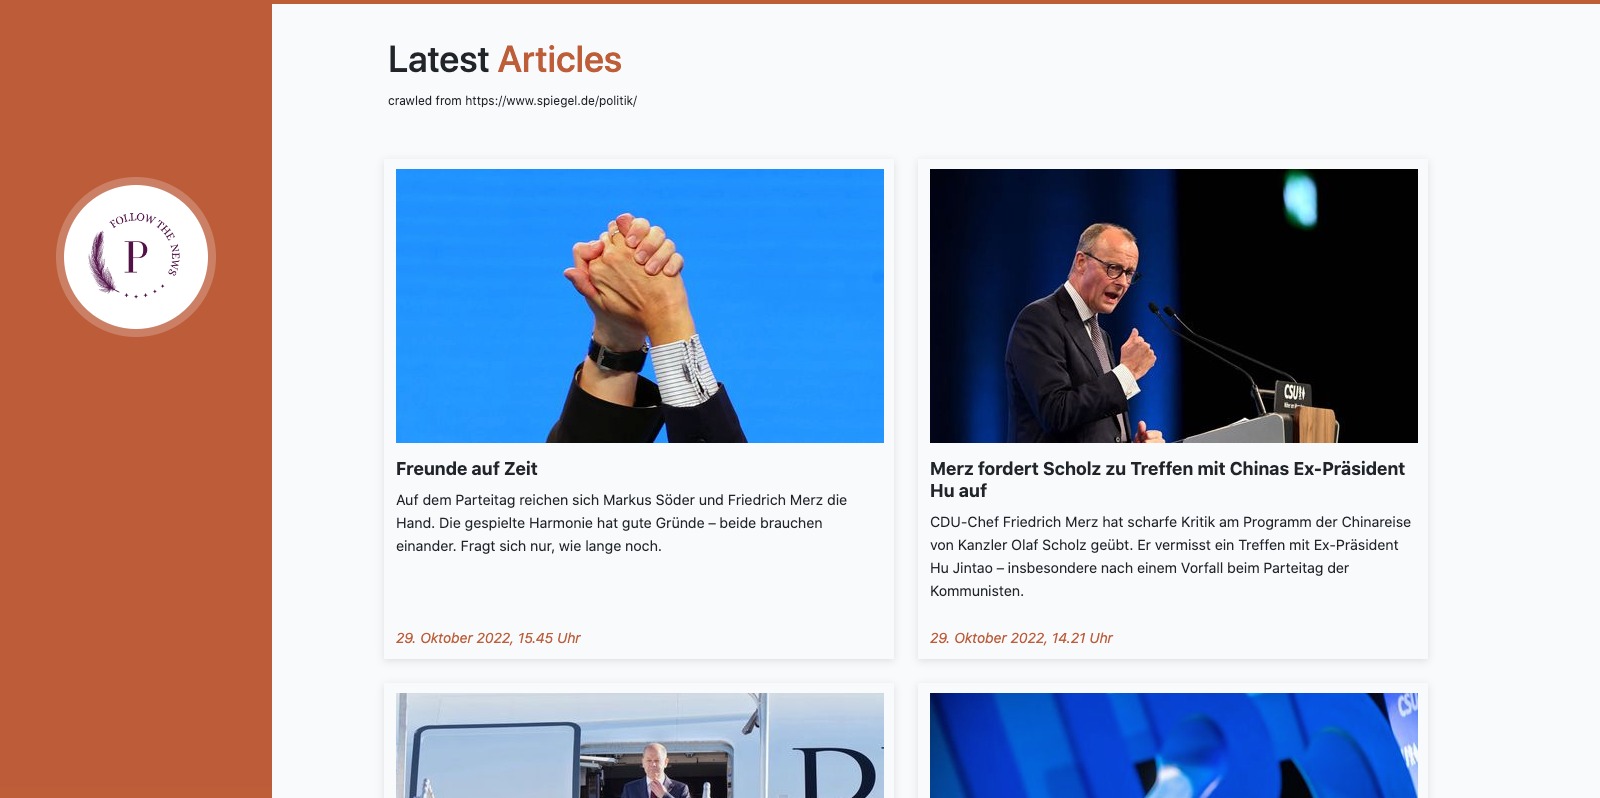 FOLLOW THE NEWS
P
Latest Articles
crawled from https://www.spiegel.de/politik/
CSU
Freunde auf Zeit
Auf dem Parteitag reichen sich Markus Söder und Friedrich Merz die
Hand. Die gespielte Harmonie hat gute Gründe – beide brauchen
einander. Fragt sich nur, wie lange noch.
29. Oktober 2022, 15.45 Uhr
Merz fordert Scholz zu Treffen mit Chinas Ex-Präsident
Hu auf
CDU-Chef Friedrich Merz hat scharfe Kritik am Programm der Chinareise
von Kanzler Olaf Scholz geübt. Er vermisst ein Treffen mit Ex-Präsident
Hu Jintao – insbesondere nach einem Vorfall beim Parteitag der
Kommunisten.
29. Oktober 2022, 14.21 Uhr
CSU